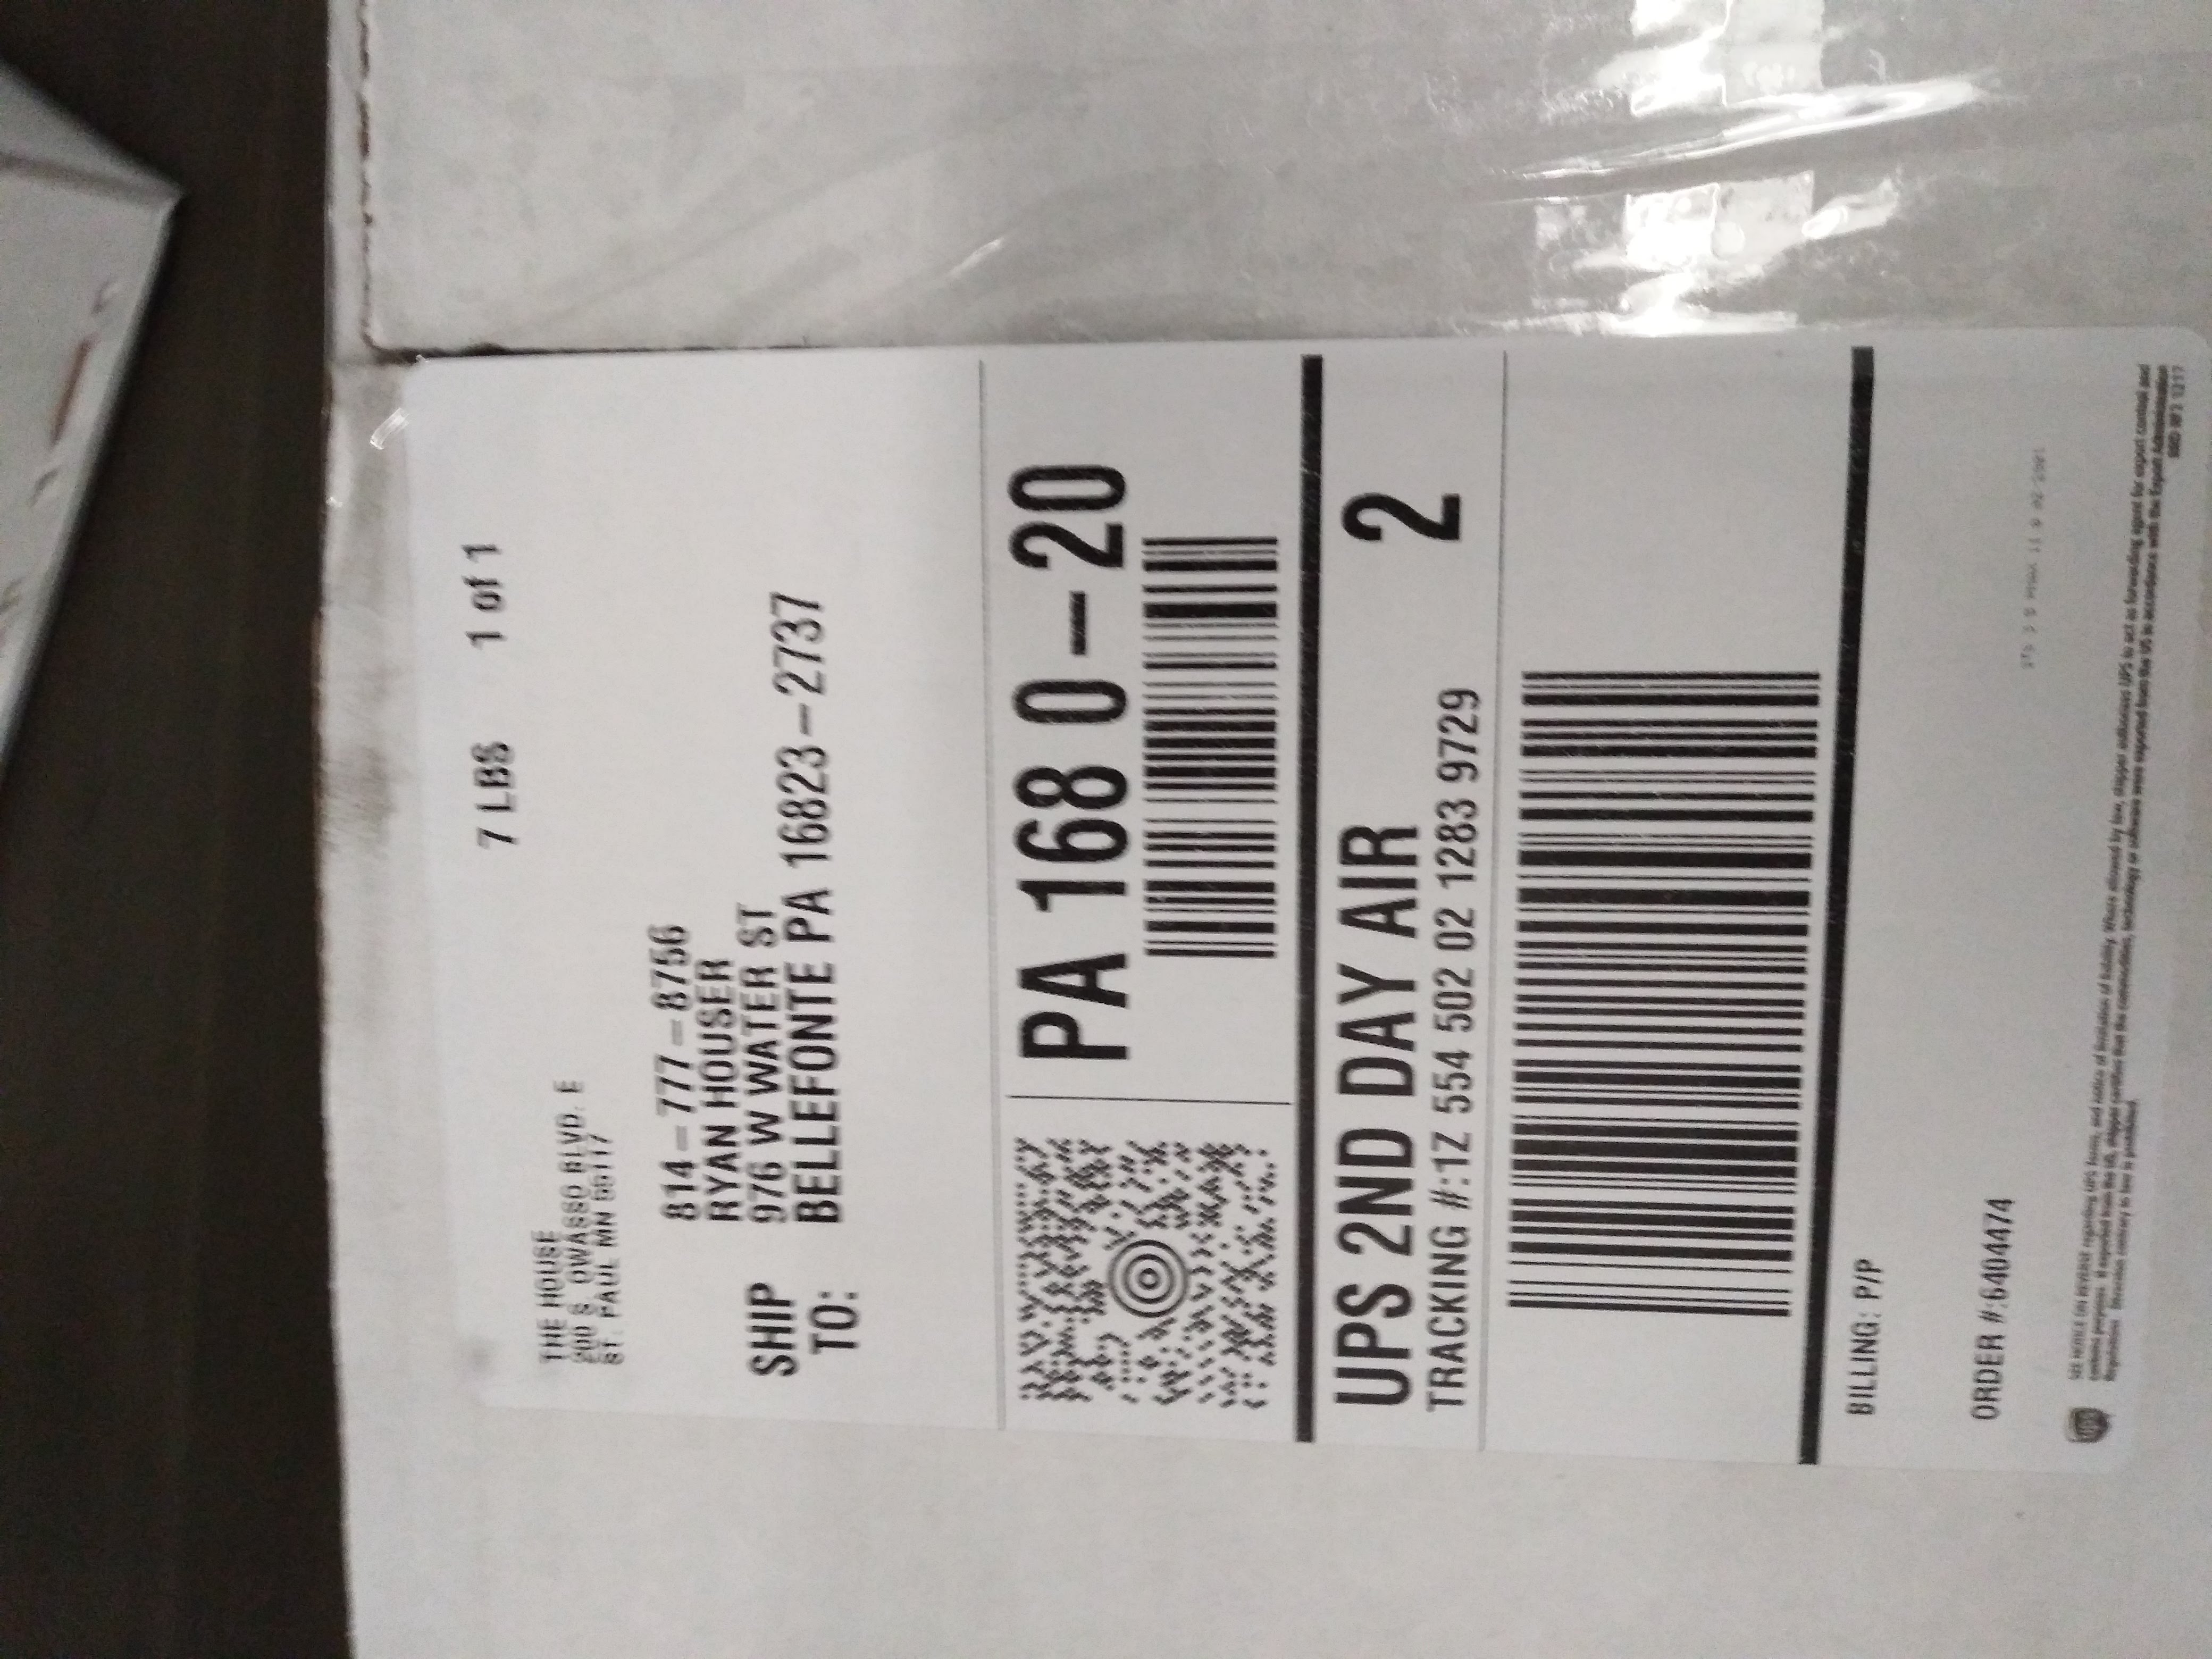 7 LBS 1 of 1
THE HOUSE
200 S. OWASSO BLVD. E
ST. PAUL MN 55117
814-777-8756
RYAN HOUSER
SHIP TO: 976 W WATER ST
BELLEFONTE PA 16823-2737
PA 168 0-20
UPS 2ND DAY AIR 2
TRACKING #:1Z 554 502 02 1283 9729
BILLING: P/P
ORDER #:6404474
ups
SEE NOTICE ON REVERSE regarding UPS Terms, and notice of limitation of liability. Where allowed by law, shipper authorizes UPS to act as forwarding agent for export control and
customs purposes. If exported from the US, shipper certifies that the commodities, technology or software were exported from the US in accordance with the Export Administration
Regulations. Diversion contrary to law is prohibited.